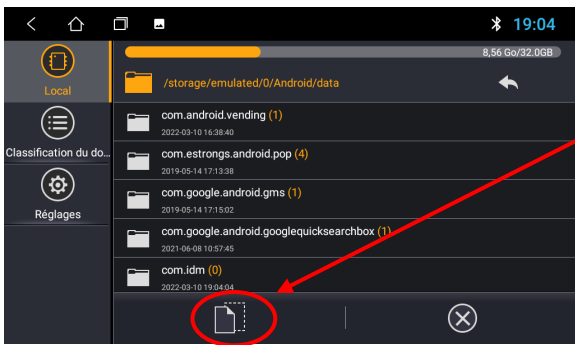 19:04
8,56 Go/32.0GB
Local
/storage/emulated/0/Android/data
com.android.vending (1)
2022-03-10 16:38:40
Classification du do...
com.estrongs.android.pop (4)
2019-05-14 17:13:38
com.google.android.gms (1)
2019-05-14 17:15:02
Réglages
com.google.android.googlequicksearchbox (1)
2021-06-08 10:57:45
com.idm (0)
2022-03-10 19:04:04